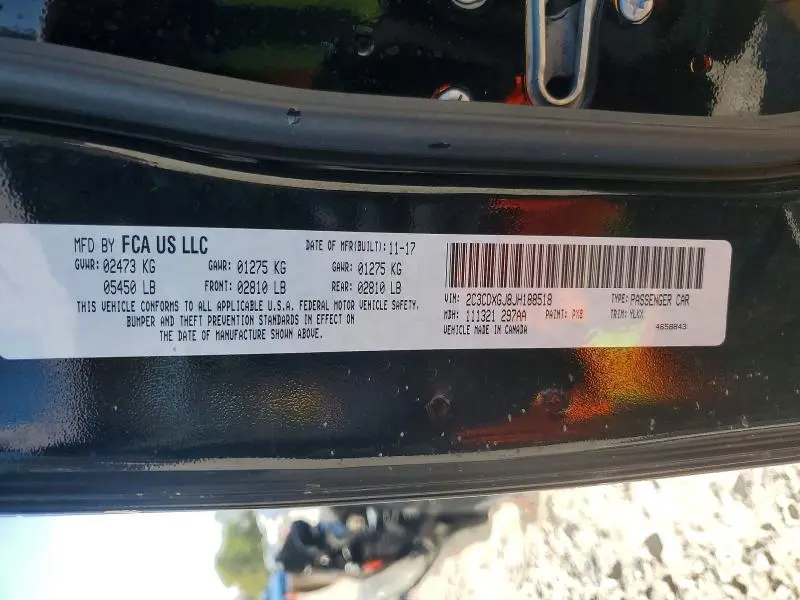 MFD BY FCA US LLC DATE OF MFR(BUILT): 11-17
GVWR: 02473 KG GAWR: 01275 KG GAWR: 01275 KG
05450 LB FRONT: 02810 LB REAR: 02810 LB
THIS VEHICLE CONFORMS TO ALL APPLICABLE U.S.A. FEDERAL MOTOR VEHICLE SAFETY,
BUMPER AND THEFT PREVENTION STANDARDS IN EFFECT ON
THE DATE OF MANUFACTURE SHOWN ABOVE.
VIN: 2C3CDXGJ8JH188518 TYPE: PASSENGER CAR
MDH: 111321 297AA PAINT: PX8 TRIM: YLXX
VEHICLE MADE IN CANADA 4658843